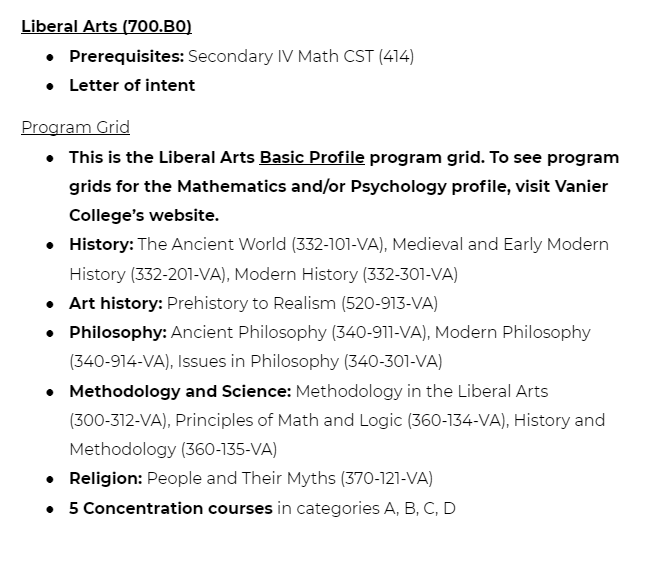 Liberal Arts (700.B0)
● Prerequisites: Secondary IV Math CST (414)
● Letter of intent
Program Grid
● This is the Liberal Arts Basic Profile program grid. To see program
grids for the Mathematics and/or Psychology profile, visit Vanier
College’s website.
● History: The Ancient World (332-101-VA), Medieval and Early Modern
History (332-201-VA), Modern History (332-301-VA)
● Art history: Prehistory to Realism (520-913-VA)
● Philosophy: Ancient Philosophy (340-911-VA), Modern Philosophy
(340-914-VA), Issues in Philosophy (340-301-VA)
● Methodology and Science: Methodology in the Liberal Arts
(300-312-VA), Principles of Math and Logic (360-134-VA), History and
Methodology (360-135-VA)
● Religion: People and Their Myths (370-121-VA)
● 5 Concentration courses in categories A, B, C, D